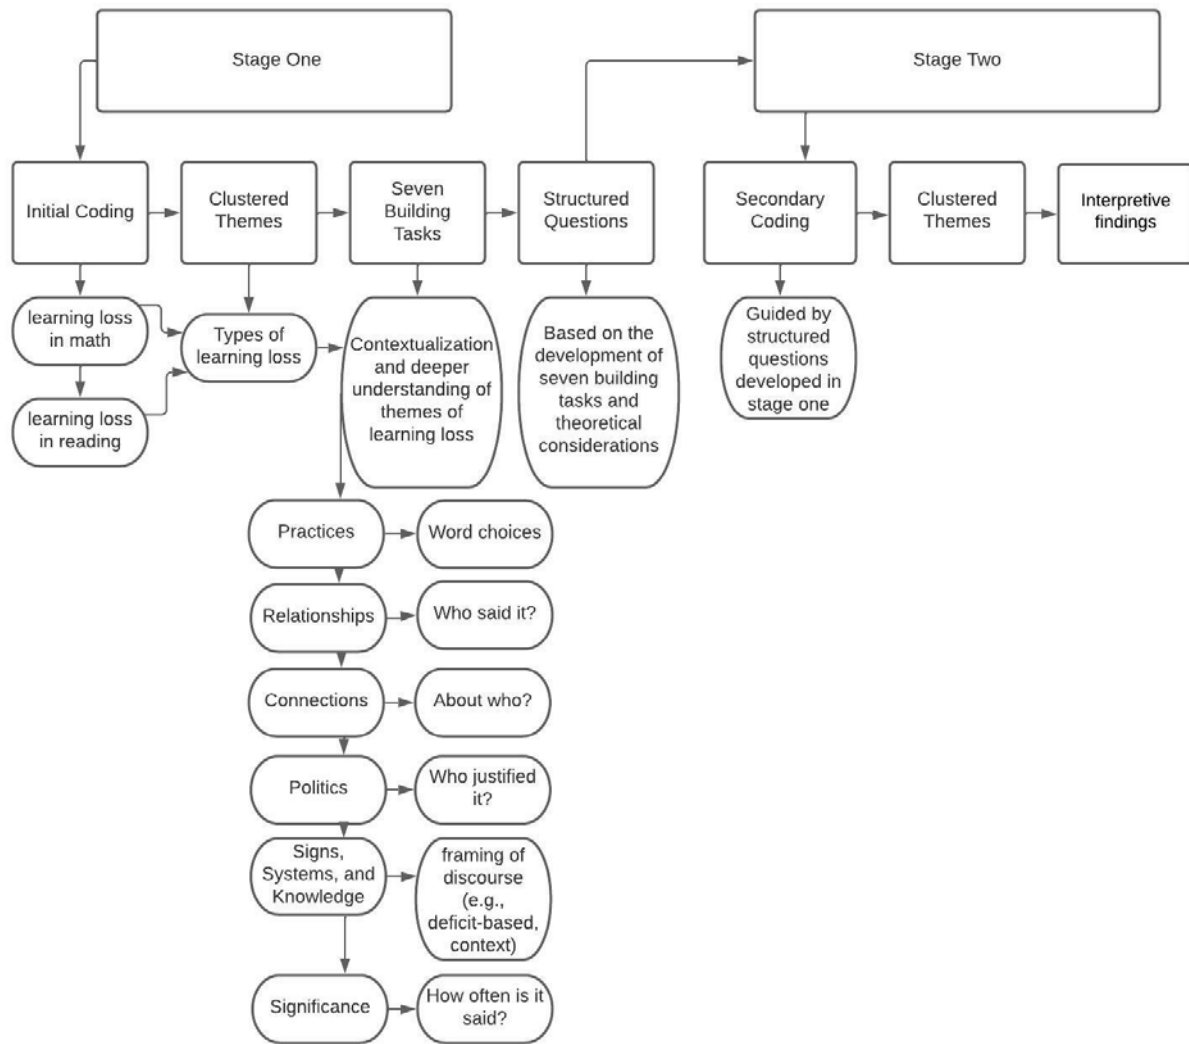 Stage One
Stage Two
Initial Coding
Clustered
Themes
Seven
Building
Tasks
Structured
Questions
Secondary
Coding
Clustered
Themes
Interpretive
findings
learning loss
in math
learning loss
in reading
Types of
learning loss
Contextualization
and deeper
understanding of
themes of
learning loss
Based on the
development of
seven building
tasks and
theoretical
considerations
Guided by
structured
questions
developed in
stage one
Practices
Word choices
Relationships
Who said it?
Connections
About who?
Politics
Who justified
it?
Signs,
Systems, and
Knowledge
framing of
discourse
(e.g.,
deficit-based,
context)
Significance
How often is it
said?